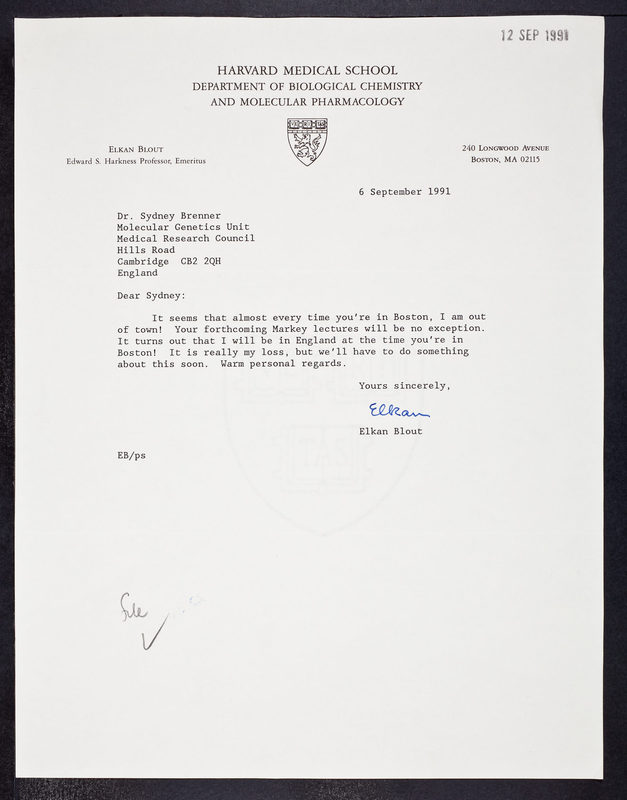 12 SEP 1991
HARVARD MEDICAL SCHOOL
DEPARTMENT OF BIOLOGICAL CHEMISTRY
AND MOLECULAR PHARMACOLOGY
ELKAN BLOUT
Edward S. Harkness Professor, Emeritus
240 LONGWOOD AVENUE
BOSTON, MA 02115
6 September 1991
Dr. Sydney Brenner
Molecular Genetics Unit
Medical Research Council
Hills Road
Cambridge CB2 2QH
England
Dear Sydney:
It seems that almost every time you're in Boston, I am out
of town! Your forthcoming Markey lectures will be no exception.
It turns out that I will be in England at the time you're in
Boston! It is really my loss, but we'll have to do something
about this soon. Warm personal regards.
Yours sincerely,
Elkan
Elkan Blout
EB/ps
File